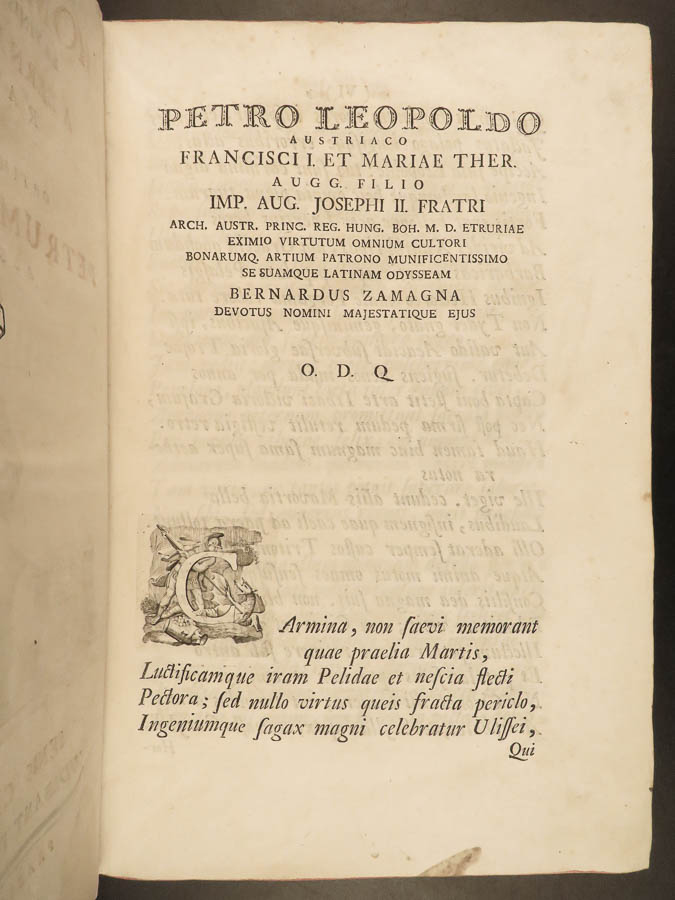 PETRO LEOPOLDO
AUSTRIACO
FRANCISCI I. ET MARIAE THER.
AUGG. FILIO
IMP. AUG. JOSEPHI II. FRATRI
ARCH. AUSTR. PRINC. REG. HUNG. BOH. M. D. ETRURIAE
EXIMIO VIRTUTUM OMNIUM CULTORI
BONARUMQ. ARTIUM PATRONO MUNIFICENTISSIMO
SE SUAMQUE LATINAM ODYSSEAM
BERNARDUS ZAMAGNA
DEVOTUS NOMINI MAJESTATIQUE EJUS
O. D. Q
CArmina, non ſaevi memorant
quae praelia Martis,
Luctificamque iram Pelidae et neſcia flecti
Pectora; ſed nullo virtus queis fracta periclo,
Ingeniumque ſagax magni celebratur Uliſſei,
Qui